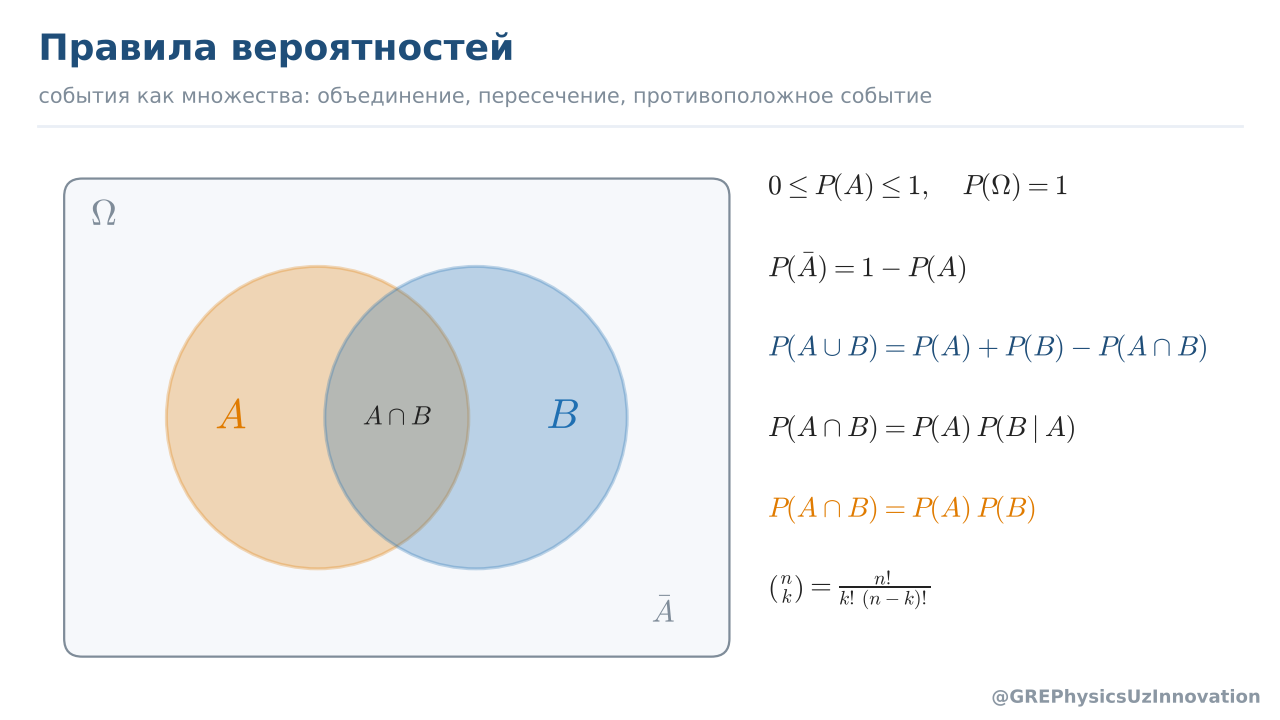 Правила вероятностей
события как множества: объединение, пересечение, противоположное событие
Ω
A
A ∩ B
B
Ā
0 ≤ P(A) ≤ 1, P(Ω) = 1
P(Ā) = 1 − P(A)
P(A ∪ B) = P(A) + P(B) − P(A ∩ B)
P(A ∩ B) = P(A) P(B | A)
P(A ∩ B) = P(A) P(B)
(n k) = n! / k! (n − k)!
@GREPhysicsUzInnovation